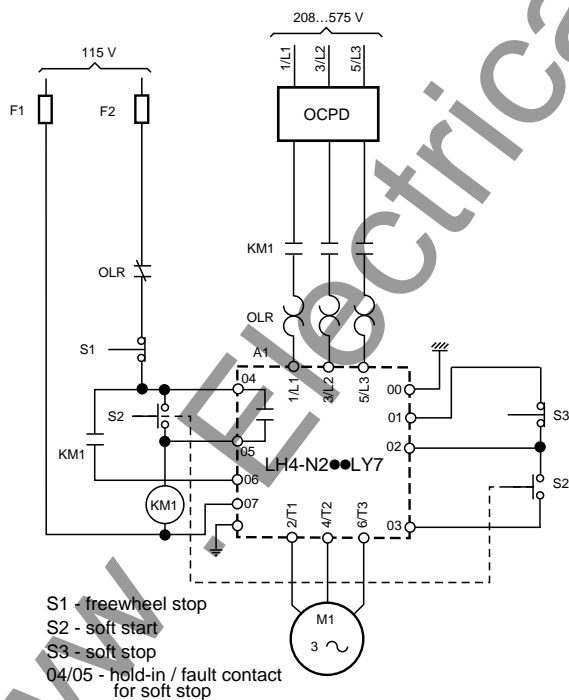 208...575 V
115 V
1/L1
3/L2
5/L3
F1
F2
OCPD
KM1
OLR
OLR
S1
A1
04
1/L1
3/L2
5/L3
00
01
S2
S3
02
KM1
05
LH4-N2●●LY7
06
S2
KM1
07
2/T1
4/T2
6/T3
03
S1 - freewheel stop
S2 - soft start
S3 - soft stop
04/05 - hold-in / fault contact
for soft stop
M1
3
www.Electrica